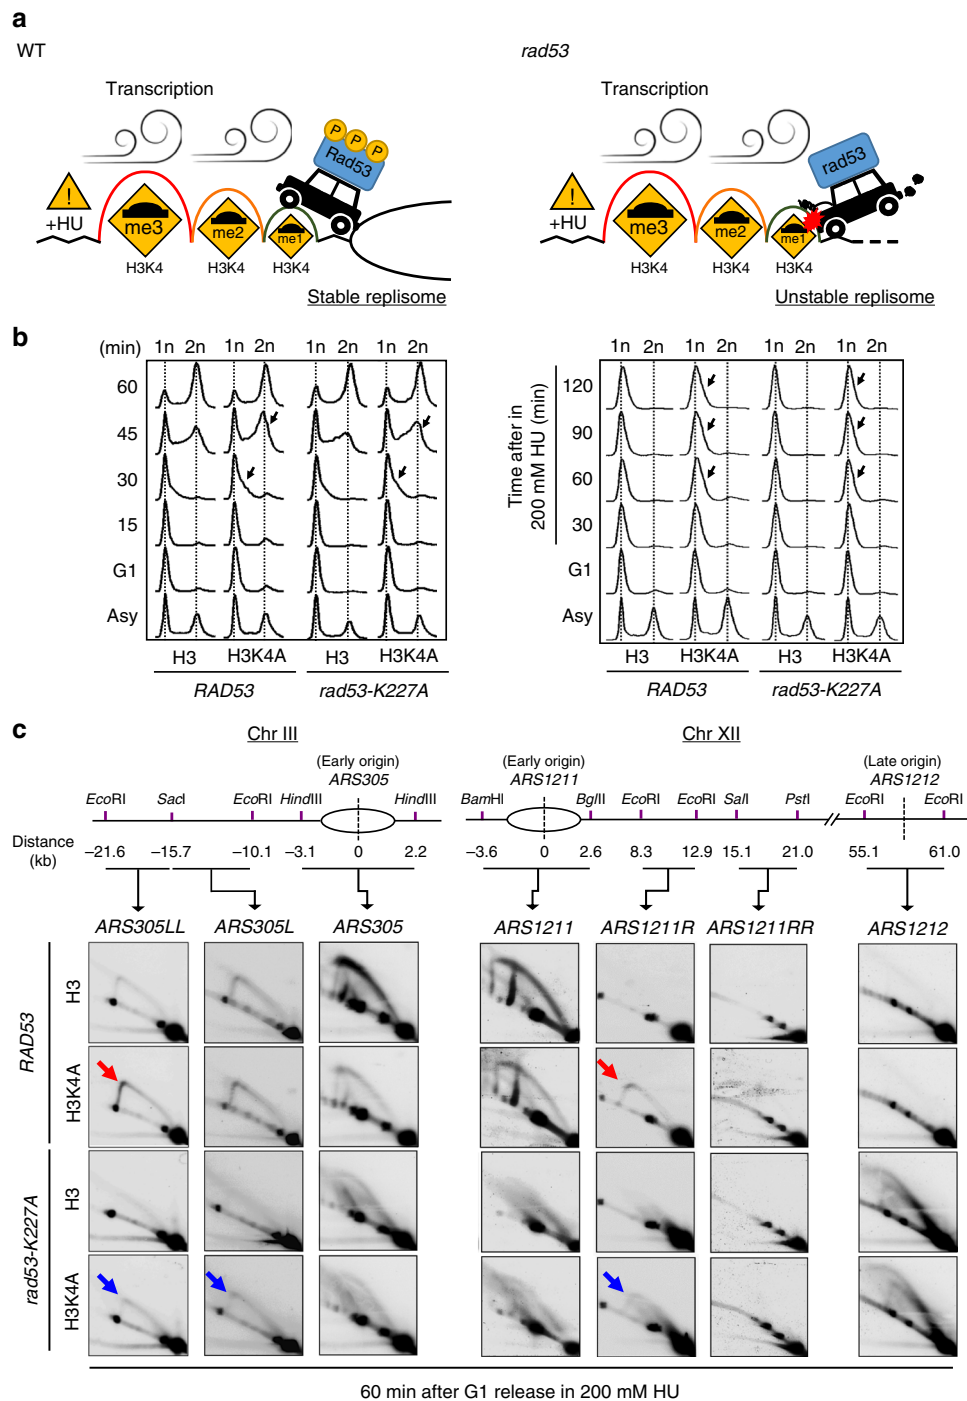 a
WT
rad53
Transcription
Transcription
P P P
Rad53
rad53
!
+HU
me3
me2
me1
H3K4
H3K4
H3K4
Stable replisome
!
+HU
me3
me2
me1
H3K4
H3K4
H3K4
Unstable replisome
b
(min)
1n 2n 1n 2n 1n 2n 1n 2n
60
45
30
15
G1
Asy
H3 H3K4A H3 H3K4A
RAD53 rad53-K227A
1n 2n 1n 2n 1n 2n 1n 2n
Time after in
200 mM HU (min)
120
90
60
30
G1
Asy
H3 H3K4A H3 H3K4A
RAD53 rad53-K227A
c
Chr III
Chr XII
(Early origin)
ARS305
(Early origin)
ARS1211
(Late origin)
ARS1212
EcoRI SacI EcoRI HindIII HindIII
BamHI BglII EcoRI EcoRI SalI PstI EcoRI EcoRI
Distance
(kb)
−21.6 −15.7 −10.1 −3.1 0 2.2
−3.6 0 2.6 8.3 12.9 15.1 21.0 55.1 61.0
ARS305LL ARS305L ARS305 ARS1211 ARS1211R ARS1211RR ARS1212
RAD53
H3
H3K4A
rad53-K227A
H3
H3K4A
60 min after G1 release in 200 mM HU